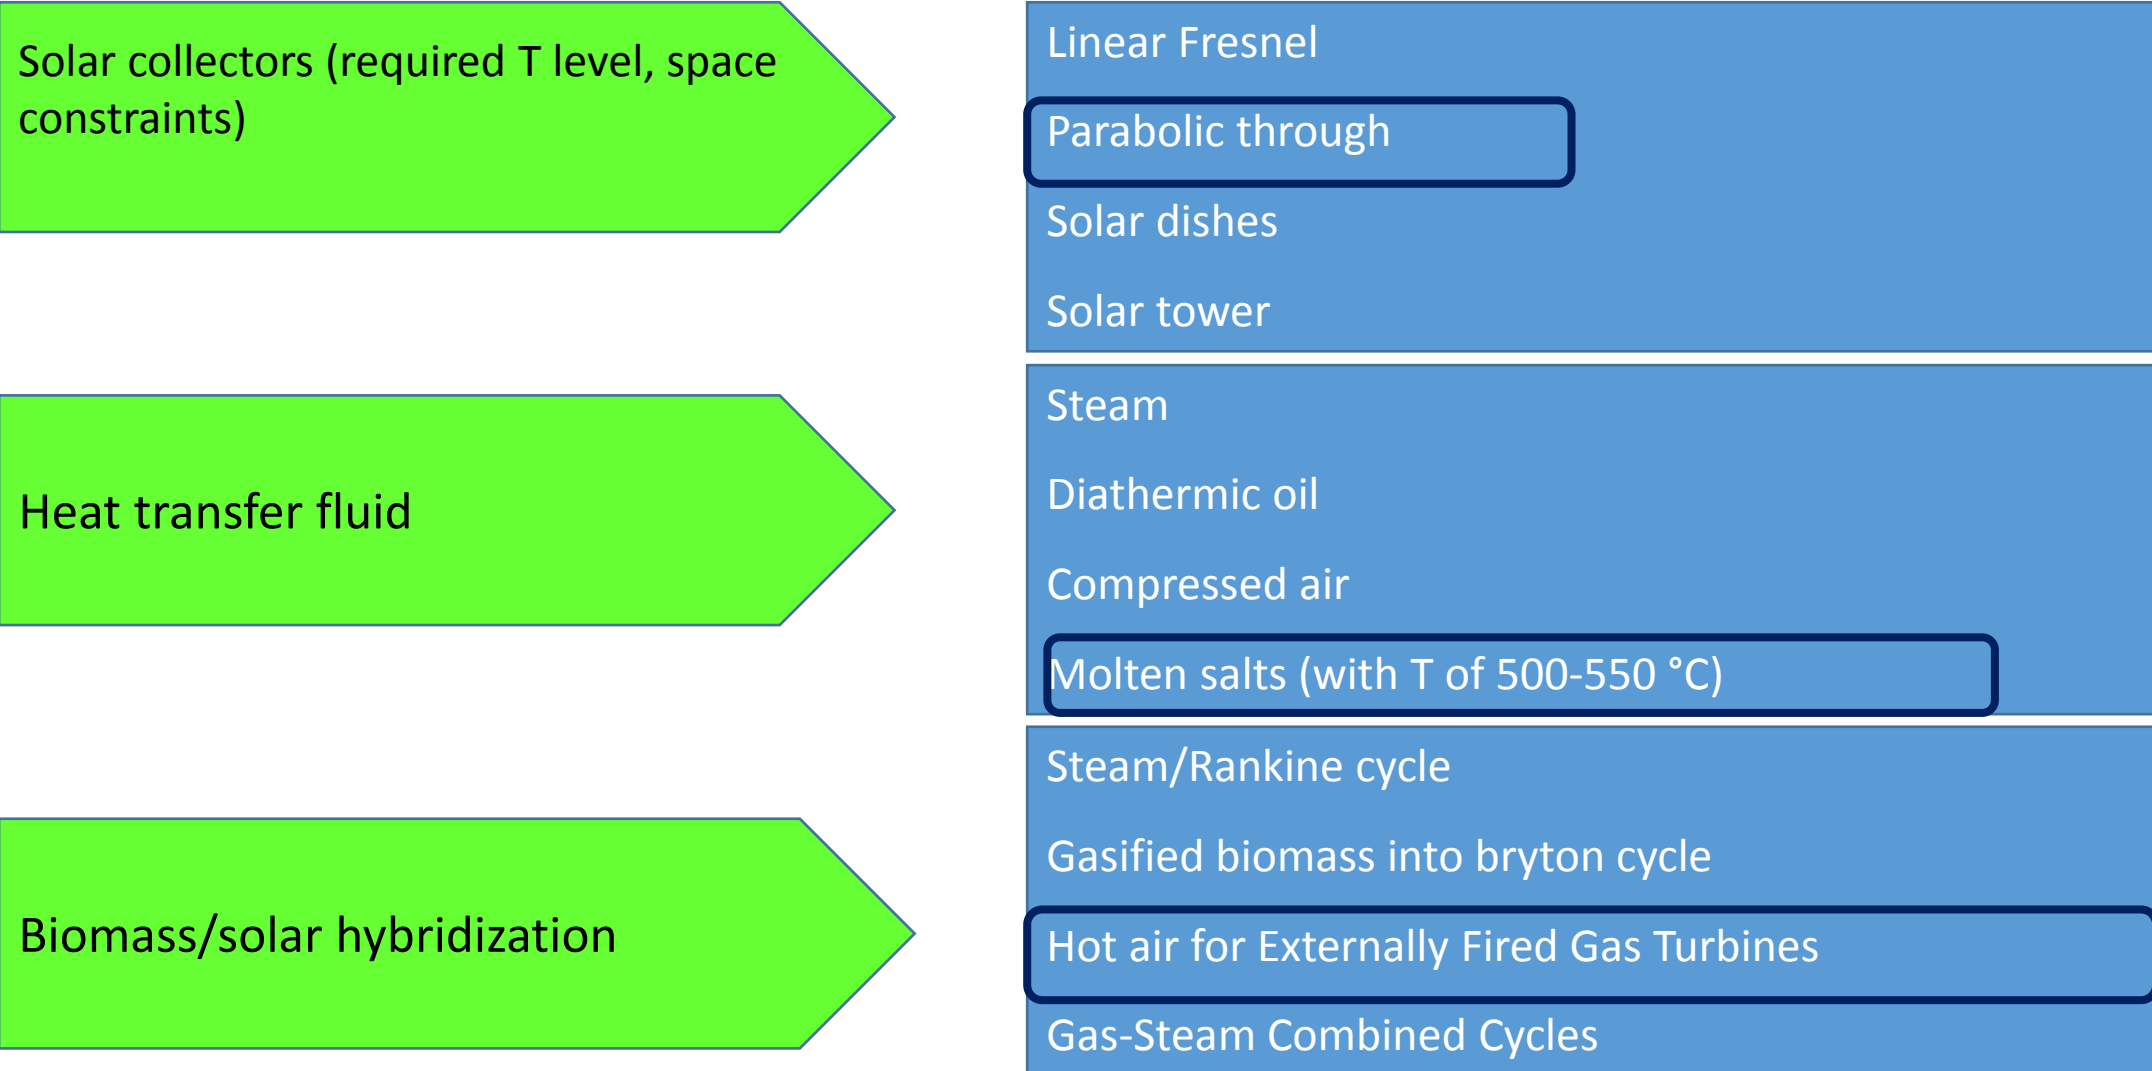 Solar collectors (required T level, space
constraints)
Linear Fresnel
Parabolic through
Solar dishes
Solar tower
Heat transfer fluid
Steam
Diathermic oil
Compressed air
Molten salts (with T of 500-550 °C)
Biomass/solar hybridization
Steam/Rankine cycle
Gasified biomass into bryton cycle
Hot air for Externally Fired Gas Turbines
Gas-Steam Combined Cycles